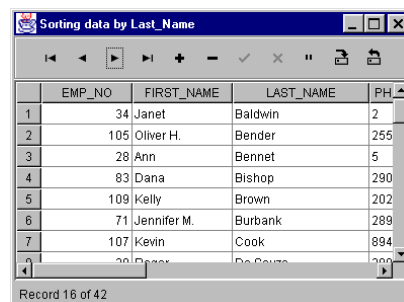 Sorting data by Last_Name
EMP_NO FIRST_NAME LAST_NAME PH
1 34 Janet Baldwin 2
2 105 Oliver H. Bender 255
3 28 Ann Bennet 5
4 83 Dana Bishop 290
5 109 Kelly Brown 202
6 71 Jennifer M. Burbank 289
7 107 Kevin Cook 894
Record 16 of 42